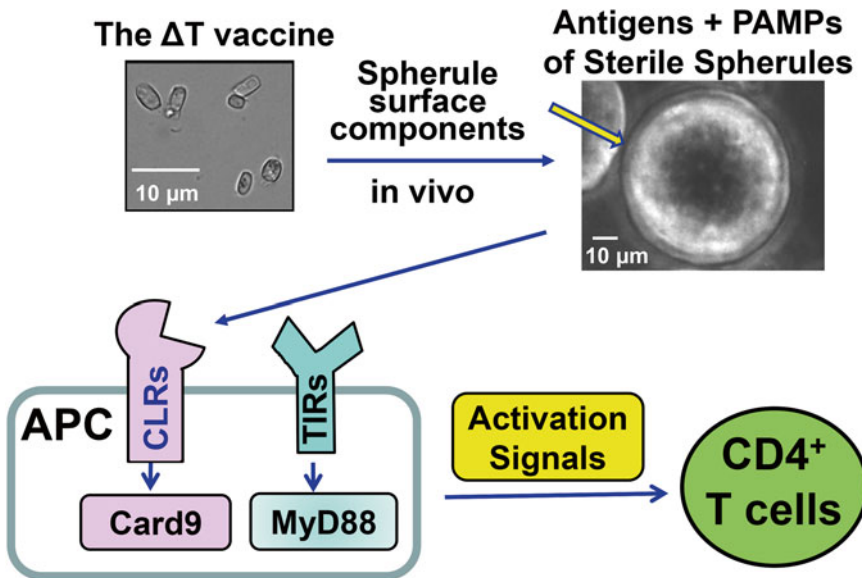 The ΔT vaccine
10 µm
Spherule
surface
components
in vivo
Antigens + PAMPs
of Sterile Spherules
10 µm
APC
CLRs
TIRs
Card9
MyD88
Activation
Signals
CD4⁺
T cells